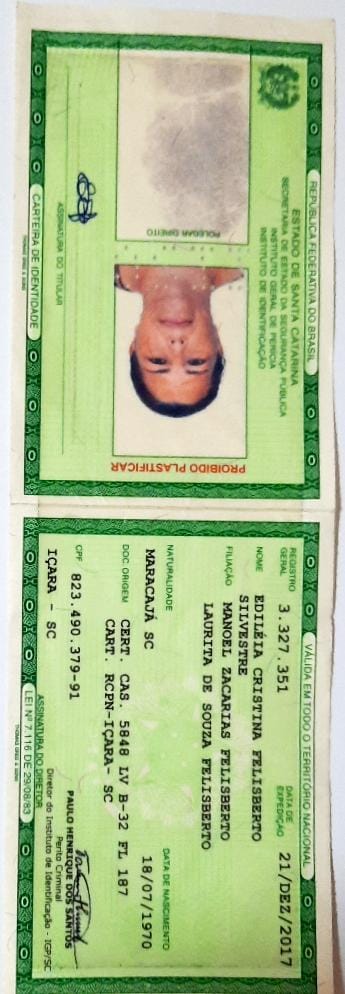 REPÚBLICA FEDERATIVA DO BRASIL
ESTADO DE SANTA CATARINA
SECRETARIA DE ESTADO DA SEGURANÇA PÚBLICA
INSTITUTO GERAL DE PERÍCIA
INSTITUTO DE IDENTIFICAÇÃO
PROIBIDO PLASTIFICAR
POLEGAR DIREITO
ASSINATURA DO TITULAR
CARTEIRA DE IDENTIDADE
VÁLIDA EM TODO O TERRITÓRIO NACIONAL
REGISTRO GERAL 3.327.351 DATA DE EXPEDIÇÃO 21/DEZ/2017
NOME EDILÉIA CRISTINA FELISBERTO
SILVESTRE
FILIAÇÃO MANOEL ZACARIAS FELISBERTO
LAURITA DE SOUZA FELISBERTO
NATURALIDADE DATA DE NASCIMENTO
MARACAJÁ SC 18/07/1970
DOC ORIGEM CERT. CAS. 5848 LV B-32 FL 187
CART. RCPN-IÇARA- SC
CPF 823.490.379-91
IÇARA - SC
PAULO HENRIQUE DOS SANTOS
Perito Criminal
Diretor do Instituto de Identificação - IGP/SC
ASSINATURA DO DIRETOR
LEI Nº 7.116 DE 29/08/83